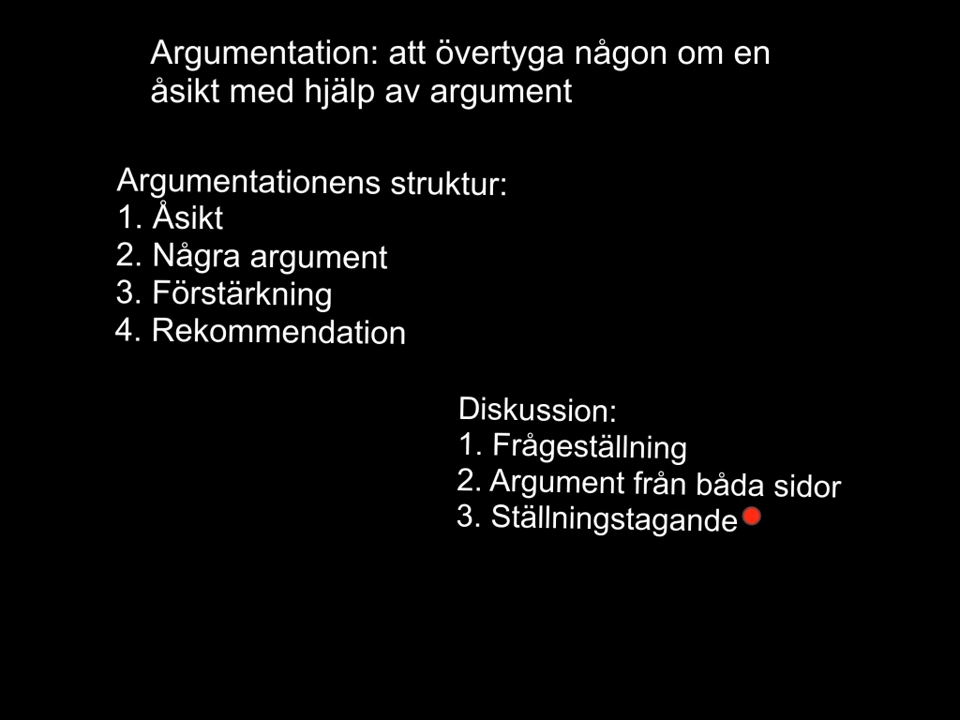 Argumentation: att övertyga någon om en
åsikt med hjälp av argument
Argumentationens struktur:
1. Åsikt
2. Några argument
3. Förstärkning
4. Rekommendation
Diskussion:
1. Frågeställning
2. Argument från båda sidor
3. Ställningstagande